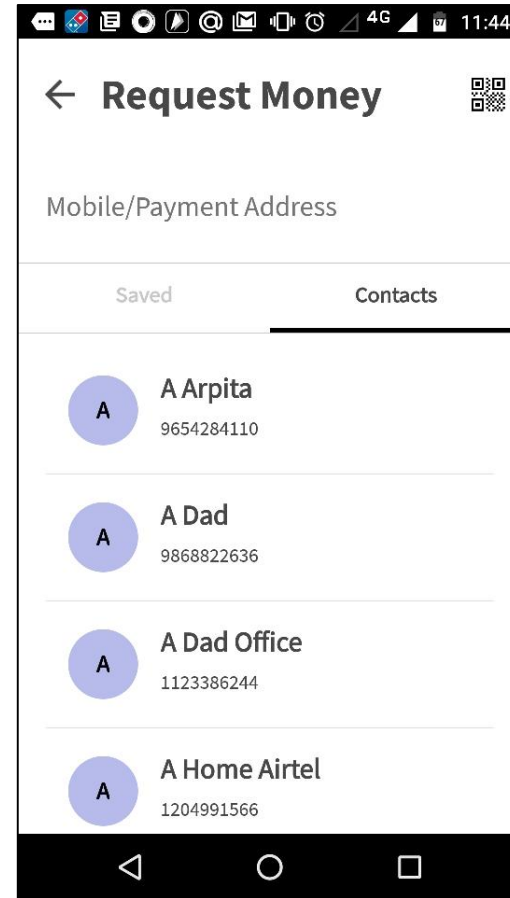 4G 67 11:44
Request Money
Mobile/Payment Address
Saved Contacts
A A Arpita
9654284110
A A Dad
9868822636
A A Dad Office
1123386244
A A Home Airtel
1204991566